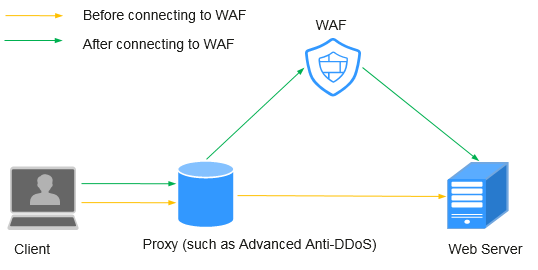 Before connecting to WAF
After connecting to WAF
WAF
Client
Proxy (such as Advanced Anti-DDoS)
Web Server